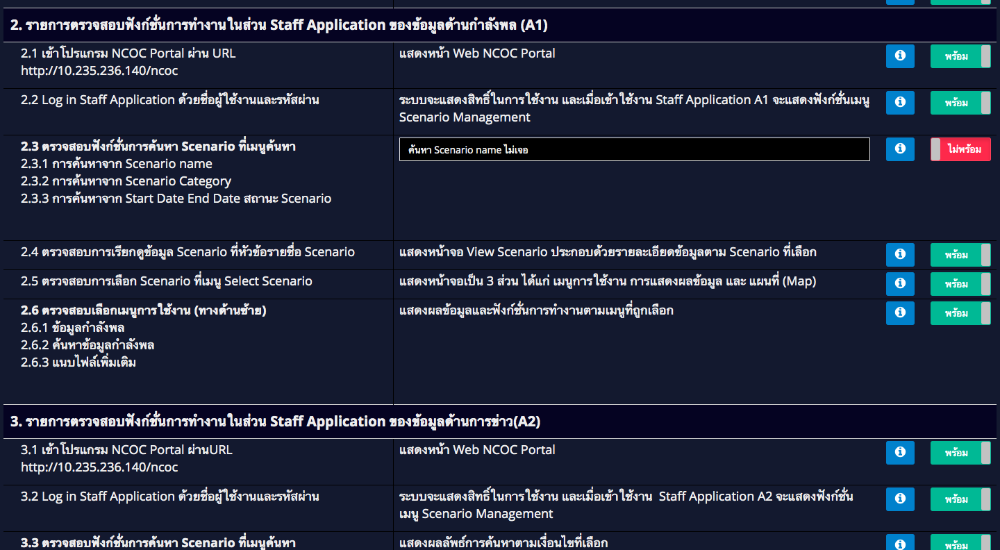 2. รายการตรวจสอบฟังก์ชั่นการทำงานในส่วน Staff Application ของข้อมูลด้านกำลังพล (A1)
2.1 เข้าโปรแกรม NCOC Portal ผ่าน URL
http://10.235.236.140/ncoc
แสดงหน้า Web NCOC Portal
พร้อม
2.2 Log in Staff Application ด้วยชื่อผู้ใช้งานและรหัสผ่าน
ระบบจะแสดงสิทธิ์ในการใช้งาน และเมื่อเข้าใช้งาน Staff Application A1 จะแสดงฟังก์ชั่นเมนู
Scenario Management
พร้อม
2.3 ตรวจสอบฟังก์ชั่นการค้นหา Scenario ที่เมนูค้นหา
2.3.1 การค้นหาจาก Scenario name
2.3.2 การค้นหาจาก Scenario Category
2.3.3 การค้นหาจาก Start Date End Date สถานะ Scenario
ค้นหา Scenario name ไม่เจอ
ไม่พร้อม
2.4 ตรวจสอบการเรียกดูข้อมูล Scenario ที่หัวข้อรายชื่อ Scenario
แสดงหน้าจอ View Scenario ประกอบด้วยรายละเอียดข้อมูลตาม Scenario ที่เลือก
พร้อม
2.5 ตรวจสอบการเลือก Scenario ที่เมนู Select Scenario
แสดงหน้าจอเป็น 3 ส่วน ได้แก่ เมนูการใช้งาน การแสดงผลข้อมูล และ แผนที่ (Map)
พร้อม
2.6 ตรวจสอบเลือกเมนูการใช้งาน (ทางด้านซ้าย)
2.6.1 ข้อมูลกำลังพล
2.6.2 ค้นหาข้อมูลกำลังพล
2.6.3 แนบไฟล์เพิ่มเติม
แสดงผลข้อมูลและฟังก์ชั่นการทำงานตามเมนูที่ถูกเลือก
พร้อม
3. รายการตรวจสอบฟังก์ชั่นการทำงานในส่วน Staff Application ของข้อมูลด้านการข่าว(A2)
3.1 เข้าโปรแกรม NCOC Portal ผ่านURL
http://10.235.236.140/ncoc
แสดงหน้า Web NCOC Portal
พร้อม
3.2 Log in Staff Application ด้วยชื่อผู้ใช้งานและรหัสผ่าน
ระบบจะแสดงสิทธิ์ในการใช้งาน และเมื่อเข้าใช้งาน  Staff Application A2 จะแสดงฟังก์ชั่น
เมนู Scenario Management
พร้อม
3.3 ตรวจสอบฟังก์ชั่นการค้นหา Scenario ที่เมนูค้นหา
แสดงผลลัพธ์การค้นหาตามเงื่อนไขที่เลือก
พร้อม